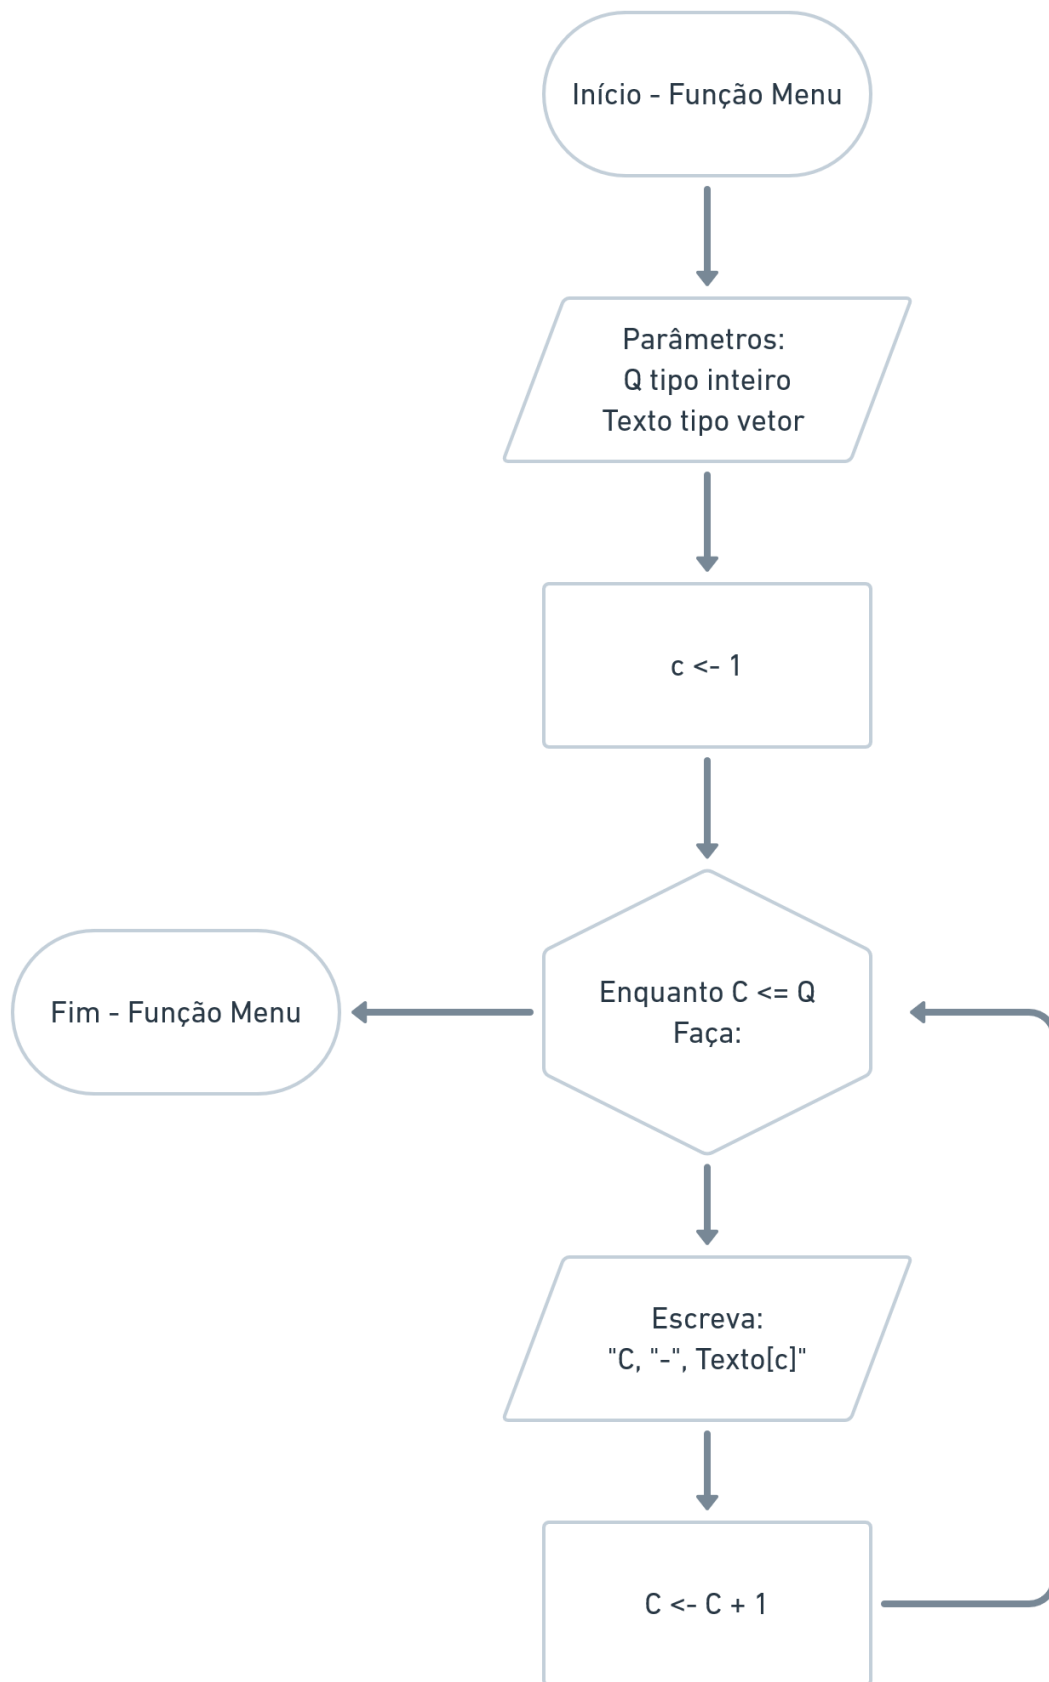 Início - Função Menu
Parâmetros:
Q tipo inteiro
Texto tipo vetor
c <- 1
Enquanto C <= Q
Faça:
Fim - Função Menu
Escreva:
"C, "-", Texto[c]"
C <- C + 1